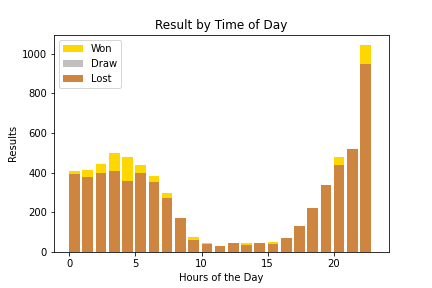 Result by Time of Day
Won
Draw
Lost
Results
1000
800
600
400
200
0
0 5 10 15 20
Hours of the Day